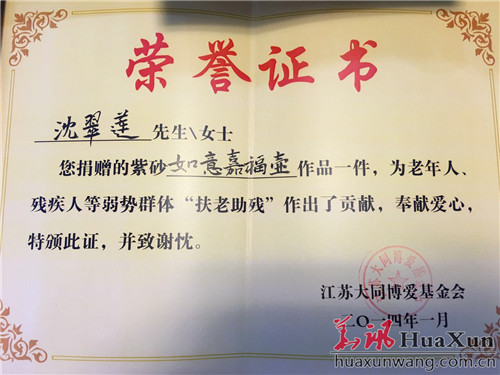 荣誉证书
沈翠莲 先生\女士
您捐赠的紫砂如意嘉福壶作品一件，为老年人、
残疾人等弱势群体“扶老助残”作出了贡献，奉献爱心，
特颁此证，并致谢忱。
江苏大同博爱基金会
二〇一四年一月
华讯 HuaXun
huaxunwang.com.cn